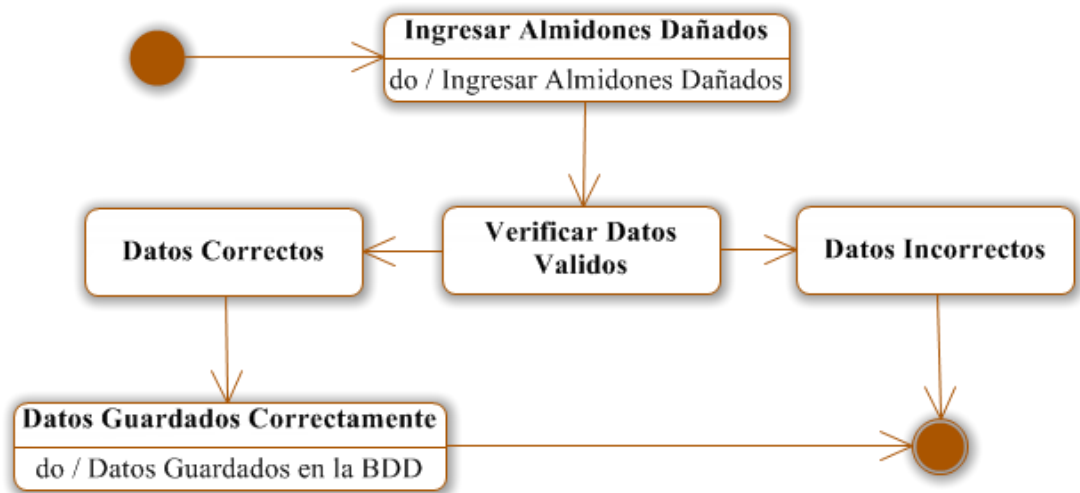 Ingresar Almidones Dañados
do / Ingresar Almidones Dañados
Datos Correctos
Verificar Datos
Validos
Datos Incorrectos
Datos Guardados Correctamente
do / Datos Guardados en la BDD